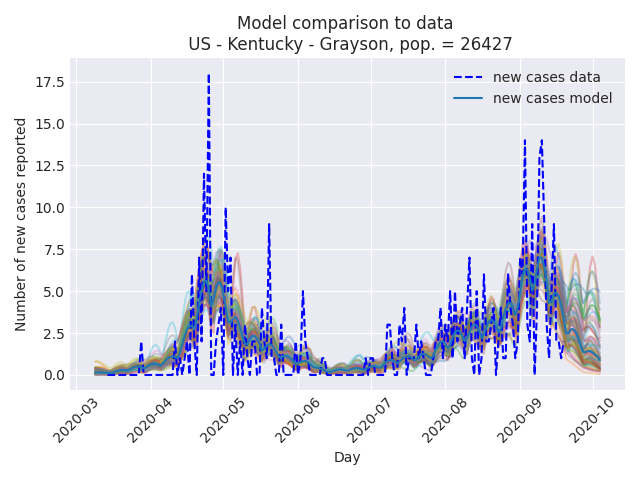 Model comparison to data
US - Kentucky - Grayson, pop. = 26427
new cases data
new cases model
Number of new cases reported
17.5
15.0
12.5
10.0
7.5
5.0
2.5
0.0
2020-03
2020-04
2020-05
2020-06
2020-07
2020-08
2020-09
2020-10
Day